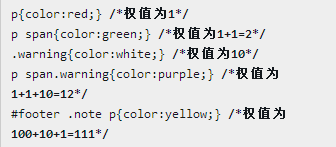 p{color:red;} /*权值为1*/
p span{color:green;} /*权值为1+1=2*/
.warning{color:white;} /*权值为10*/
p span.warning{color:purple;} /*权值为
1+1+10=12*/
#footer .note p{color:yellow;} /*权值为
100+10+1=111*/